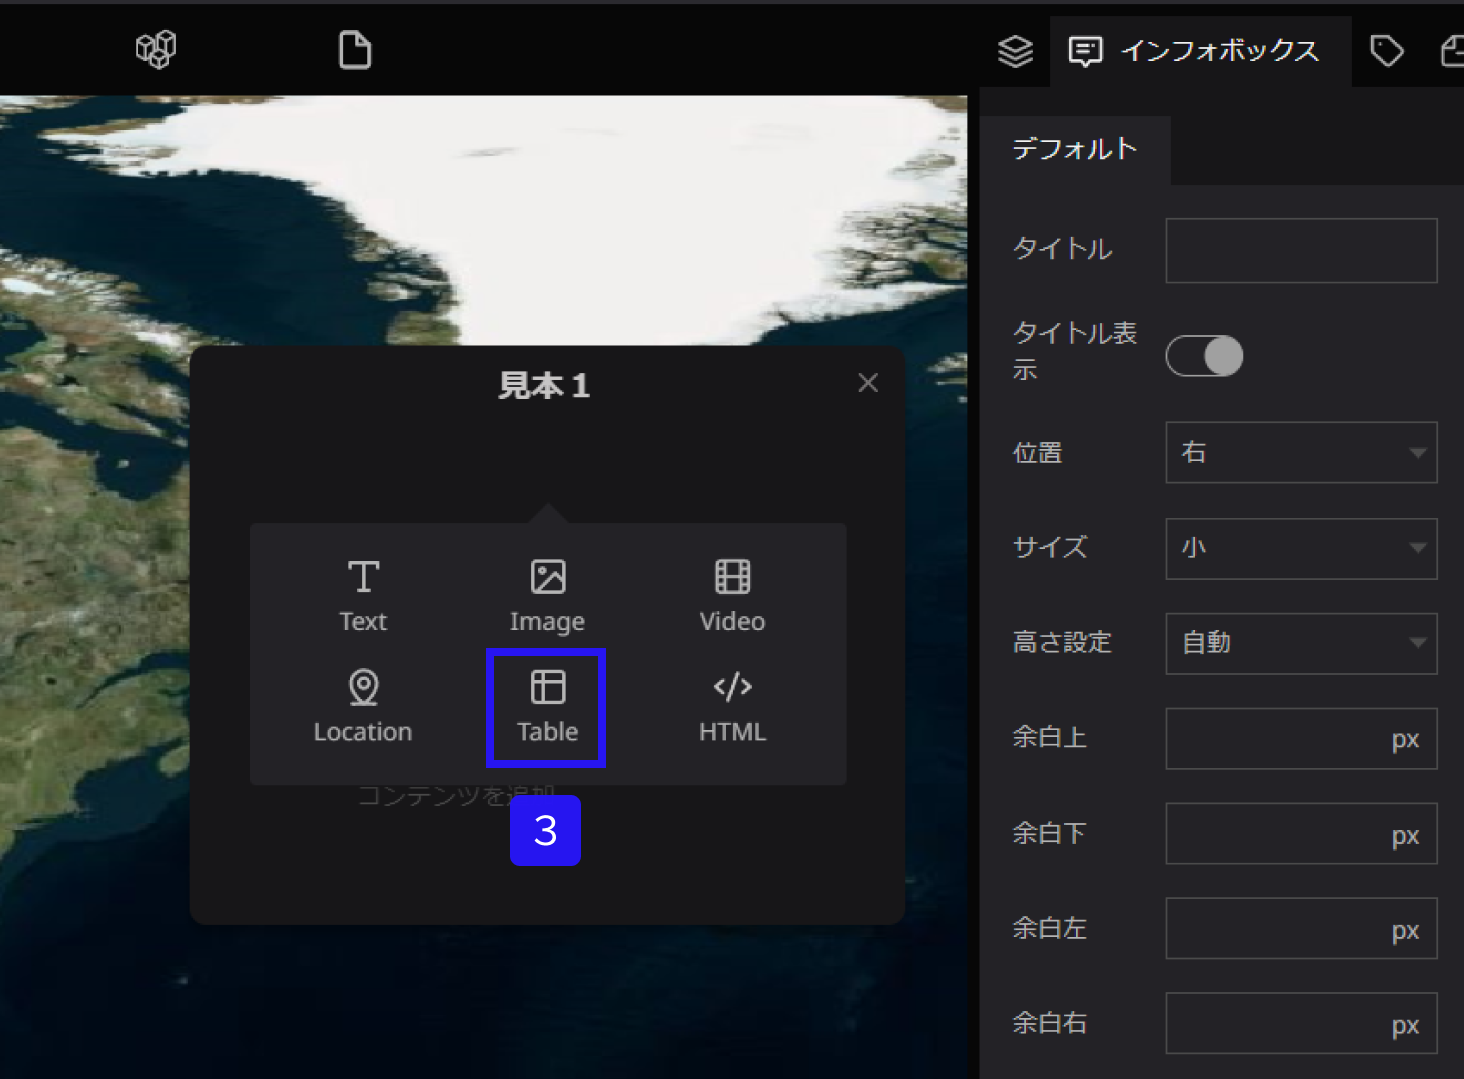 インフォボックス
デフォルト
タイトル
タイトル表
示
位置
右
サイズ
小
高さ設定
自動
余白上
px
余白下
px
余白左
px
余白右
px
見本 1
Text
Image
Video
Location
Table
HTML
コンテンツを追加
3